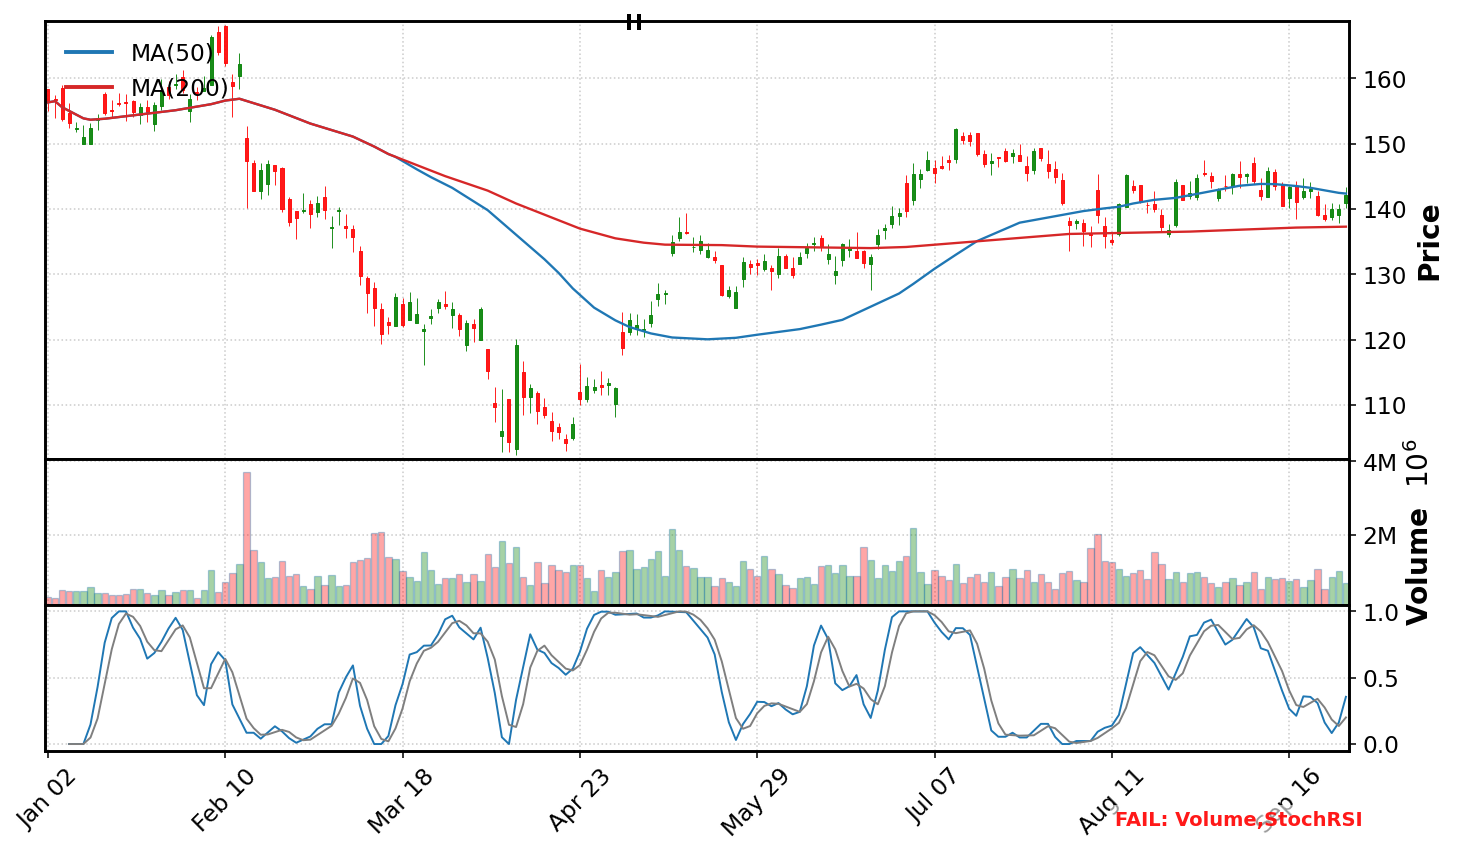 MA(50)
MA(200)
160
150
140
130
120
110
Price
4M
2M
Volume 10^6
1.0
0.5
0.0
Jan 02
Feb 10
Mar 18
Apr 23
May 29
Jul 07
Aug 11
Sep 16
FAIL: Volume,StochRSI